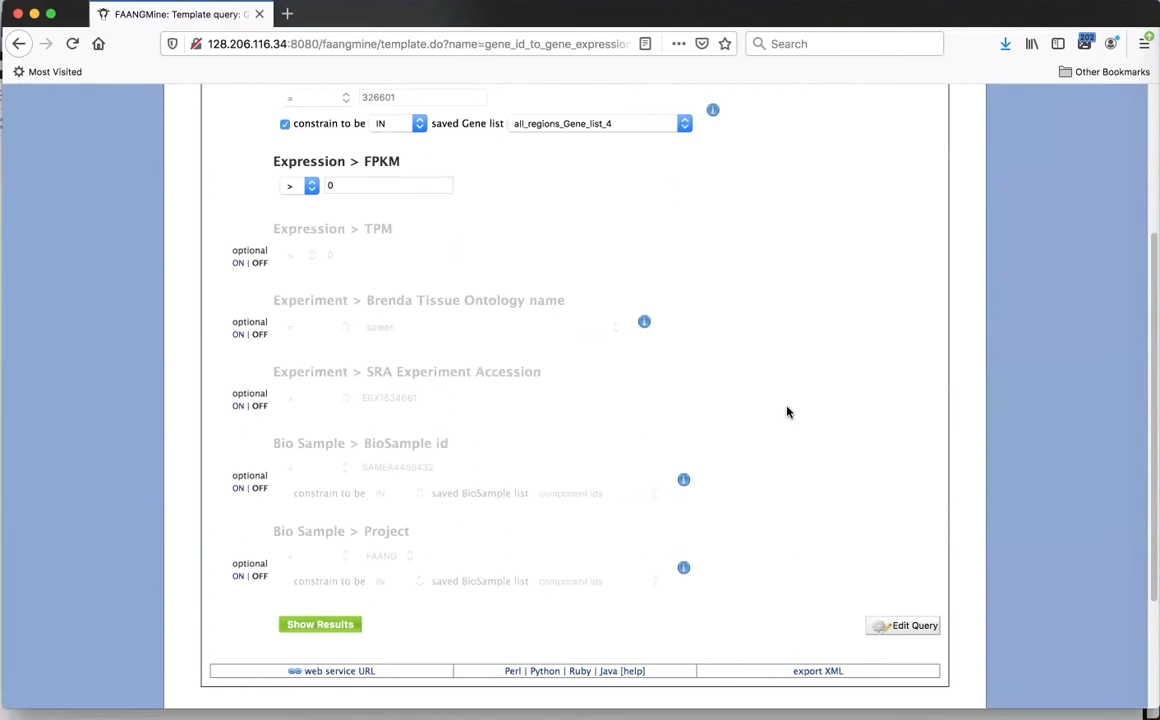 FAANGMine: Template query: G
128.206.116.34:8080/faangmine/template.do?name=gene_id_to_gene_expressio
Search
202
Most Visited
Other Bookmarks
= 326601
constrain to be IN saved Gene list all_regions_Gene_list_4
Expression > FPKM
> 0
Expression > TPM
optional
ON | OFF
> 0
Experiment > Brenda Tissue Ontology name
optional
ON | OFF
= spleen
Experiment > SRA Experiment Accession
optional
ON | OFF
= ERX1534661
Bio Sample > BioSample id
optional
ON | OFF
= SAMEA4455432
constrain to be IN saved BioSample list component ids
Bio Sample > Project
optional
ON | OFF
= FAANG
constrain to be IN saved BioSample list component ids
Show Results
Edit Query
web service URL
Perl | Python | Ruby | Java [help]
export XML